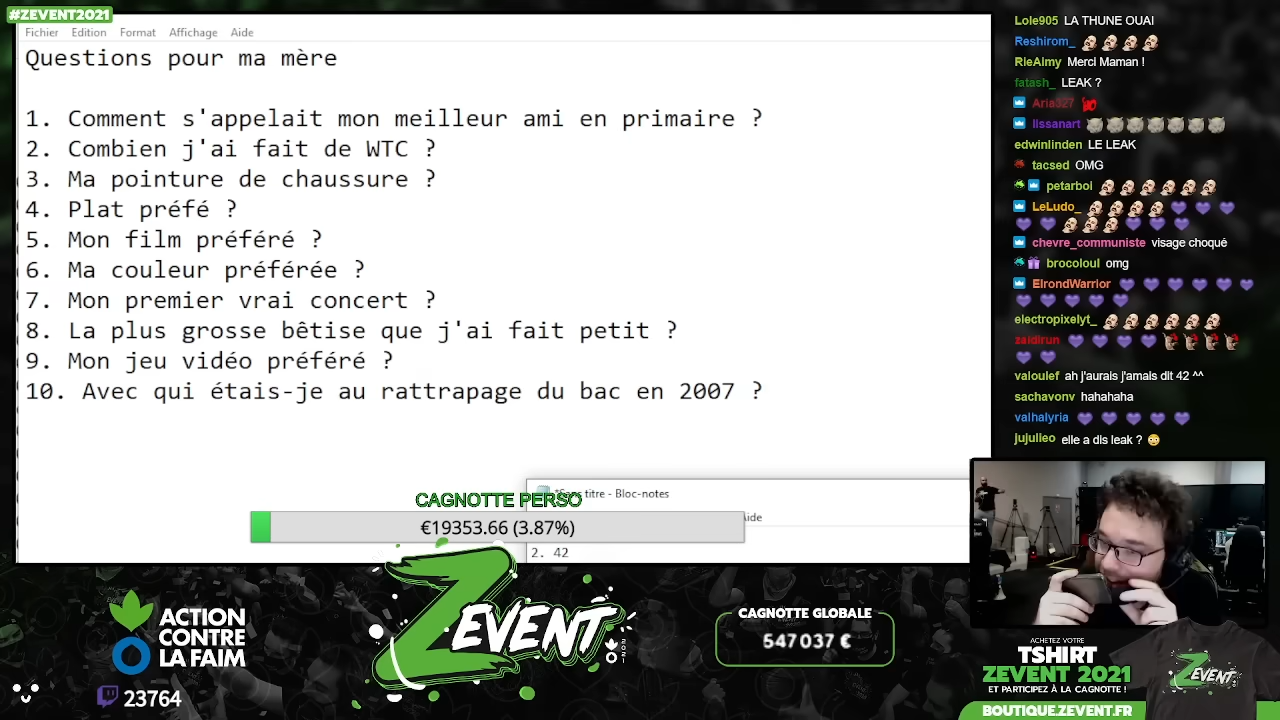 #ZEVENT2021
Fichier Edition Format Affichage Aide
Questions pour ma mère
1. Comment s'appelait mon meilleur ami en primaire ?
2. Combien j'ai fait de WTC ?
3. Ma pointure de chaussure ?
4. Plat préfé ?
5. Mon film préféré ?
6. Ma couleur préférée ?
7. Mon premier vrai concert ?
8. La plus grosse bêtise que j'ai fait petit ?
9. Mon jeu vidéo préféré ?
10. Avec qui étais-je au rattrapage du bac en 2007 ?
titre - Bloc-notes
Aide
2. 42
CAGNOTTE PERSO
€19353.66 (3.87%)
Lole905 LA THUNE OUAI
Reshirom_
RieAlmy Merci Maman !
fatash_ LEAK ?
Aria327
lissanart
edwinlinden LE LEAK
tacsed OMG
petarboi
LeLudo_
chevre_communiste visage choqué
brocoloul omg
ElrondWarrior
electropixelyt_
zaidirun
valoulef ah j'aurais j'amais dit 42 ^^
sachavonv hahahaha
valhalyria
jujulieo elle a dis leak ?
ACTION
CONTRE
LA FAIM
23764
ZEVENT
2021
CAGNOTTE GLOBALE
547 037 €
ACHETEZ VOTRE
TSHIRT
ZEVENT 2021
ET PARTICIPEZ À LA CAGNOTTE !
ZEVENT
BOUTIQUE.ZEVENT.FR